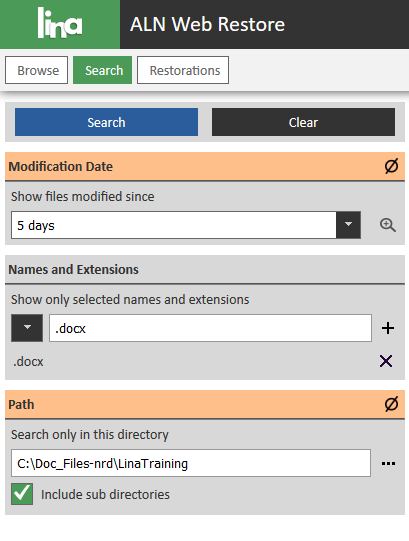 lina ALN Web Restore
Browse Search Restorations
Search Clear
Modification Date
Show files modified since
5 days
Names and Extensions
Show only selected names and extensions
.docx
.docx
Path
Search only in this directory
C:\Doc_Files-nrd\LinaTraining
Include sub directories